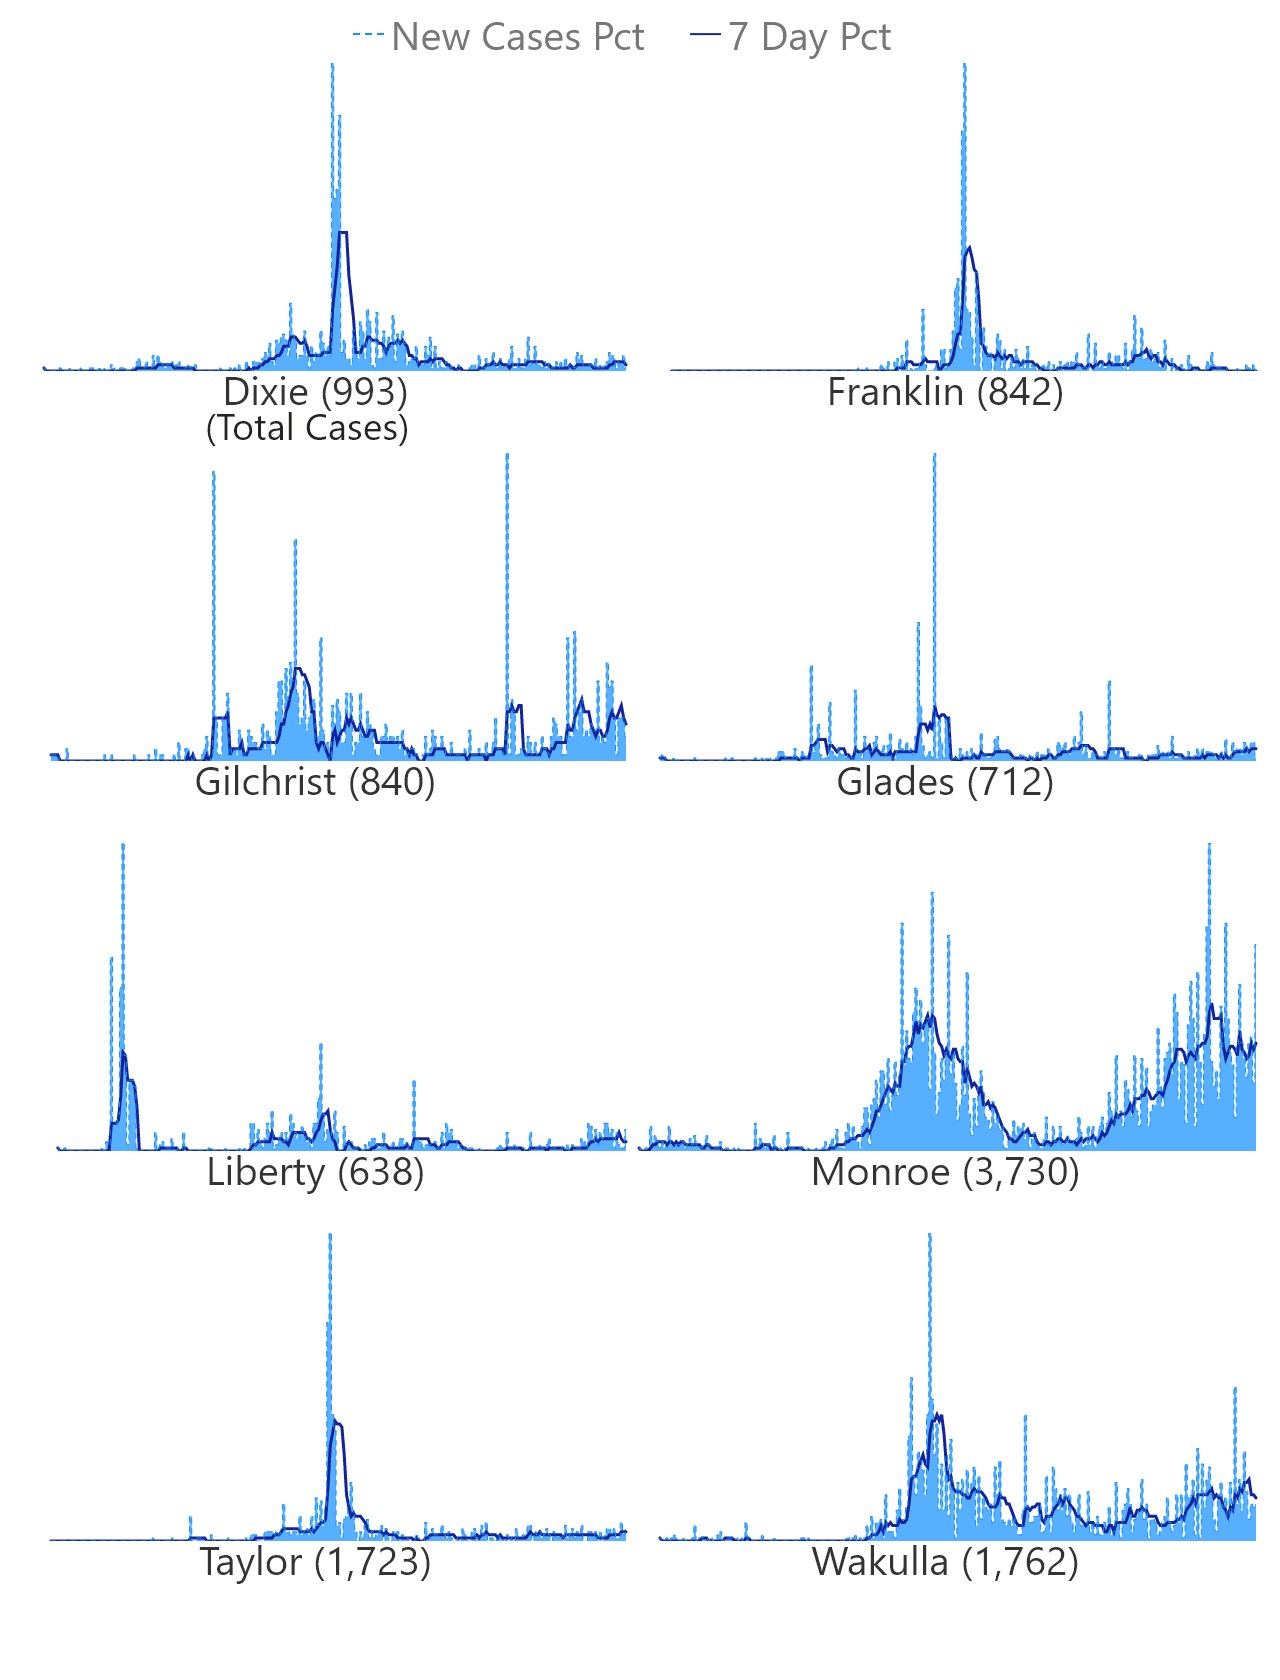 New Cases Pct 7 Day Pct
Dixie (993)
(Total Cases)
Franklin (842)
Gilchrist (840)
Glades (712)
Liberty (638)
Monroe (3,730)
Taylor (1,723)
Wakulla (1,762)